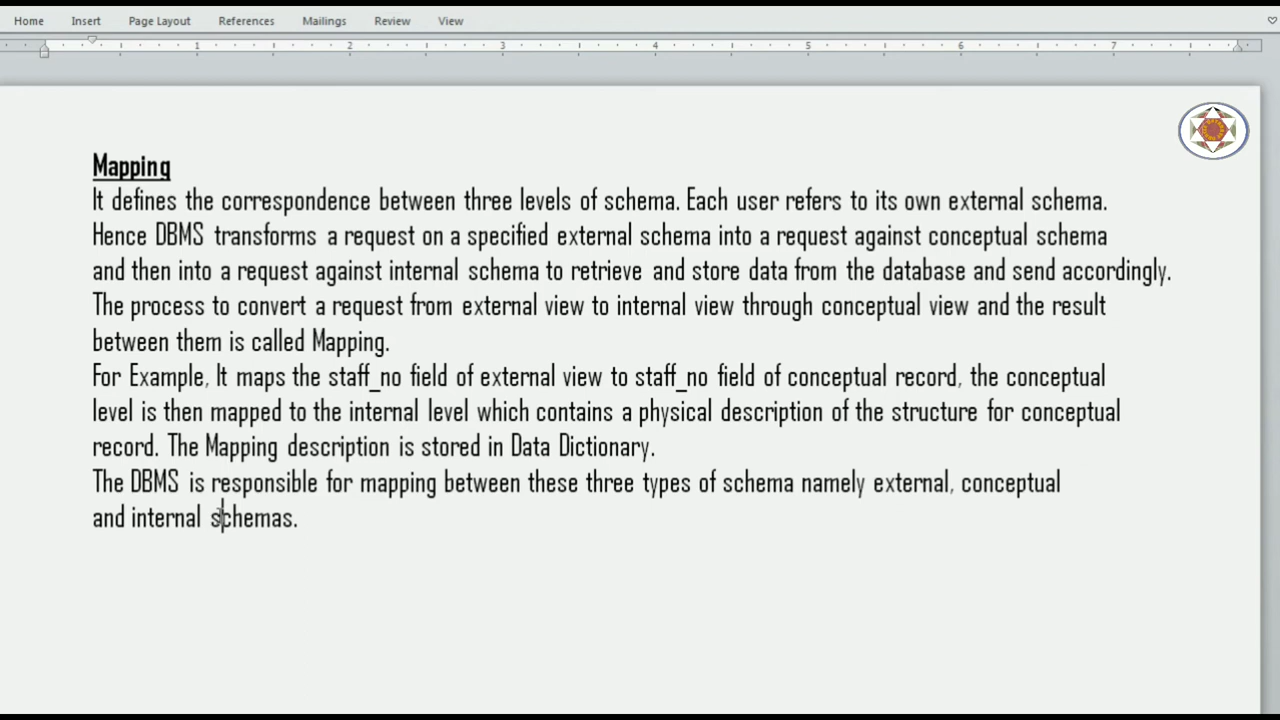 Home Insert Page Layout References Mailings Review View
1 2 3 4 5 6 7
Mapping
It defines the correspondence between three levels of schema. Each user refers to its own external schema.
Hence DBMS transforms a request on a specified external schema into a request against conceptual schema
and then into a request against internal schema to retrieve and store data from the database and send accordingly.
The process to convert a request from external view to internal view through conceptual view and the result
between them is called Mapping.
For Example, It maps the staff_no field of external view to staff_no field of conceptual record, the conceptual
level is then mapped to the internal level which contains a physical description of the structure for conceptual
record. The Mapping description is stored in Data Dictionary.
The DBMS is responsible for mapping between these three types of schema namely external, conceptual
and internal schemas.